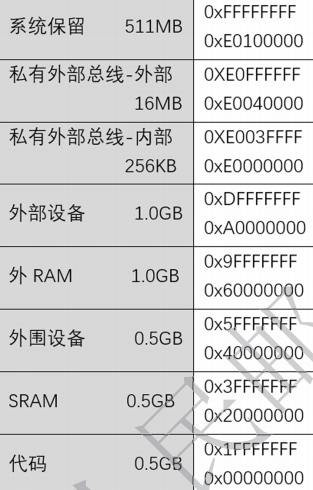 系统保留 511MB 0xFFFFFFFF
0xE0100000
私有外部总线-外部 0XE0FFFFFF
16MB 0xE0040000
私有外部总线-内部 0XE003FFFF
256KB 0xE0000000
外部设备 1.0GB 0xDFFFFFFF
0xA0000000
外 RAM 1.0GB 0x9FFFFFFF
0x60000000
外围设备 0.5GB 0x5FFFFFFF
0x40000000
SRAM 0.5GB 0x3FFFFFFF
0x20000000
代码 0.5GB 0x1FFFFFFF
0x00000000